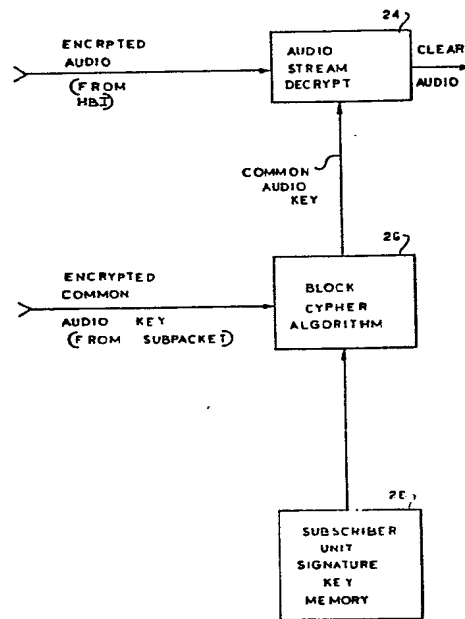 24
ENCRPTED
AUDIO
(FROM
HBI)
AUDIO
STREAM
DECRYPT
CLEAR
AUDIO
COMMON
AUDIO
KEY
26
ENCRYPTED
COMMON
AUDIO KEY
(FROM SUBPACKET)
BLOCK
CYPHER
ALGORITHM
SUBSCRIBER
UNIT
SIGNATURE
KEY
MEMORY